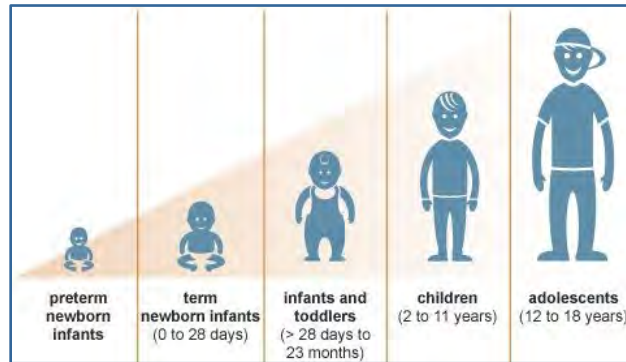 preterm
newborn
infants
term
newborn infants
(0 to 28 days)
infants and
toddlers
(> 28 days to
23 months)
children
(2 to 11 years)
adolescents
(12 to 18 years)